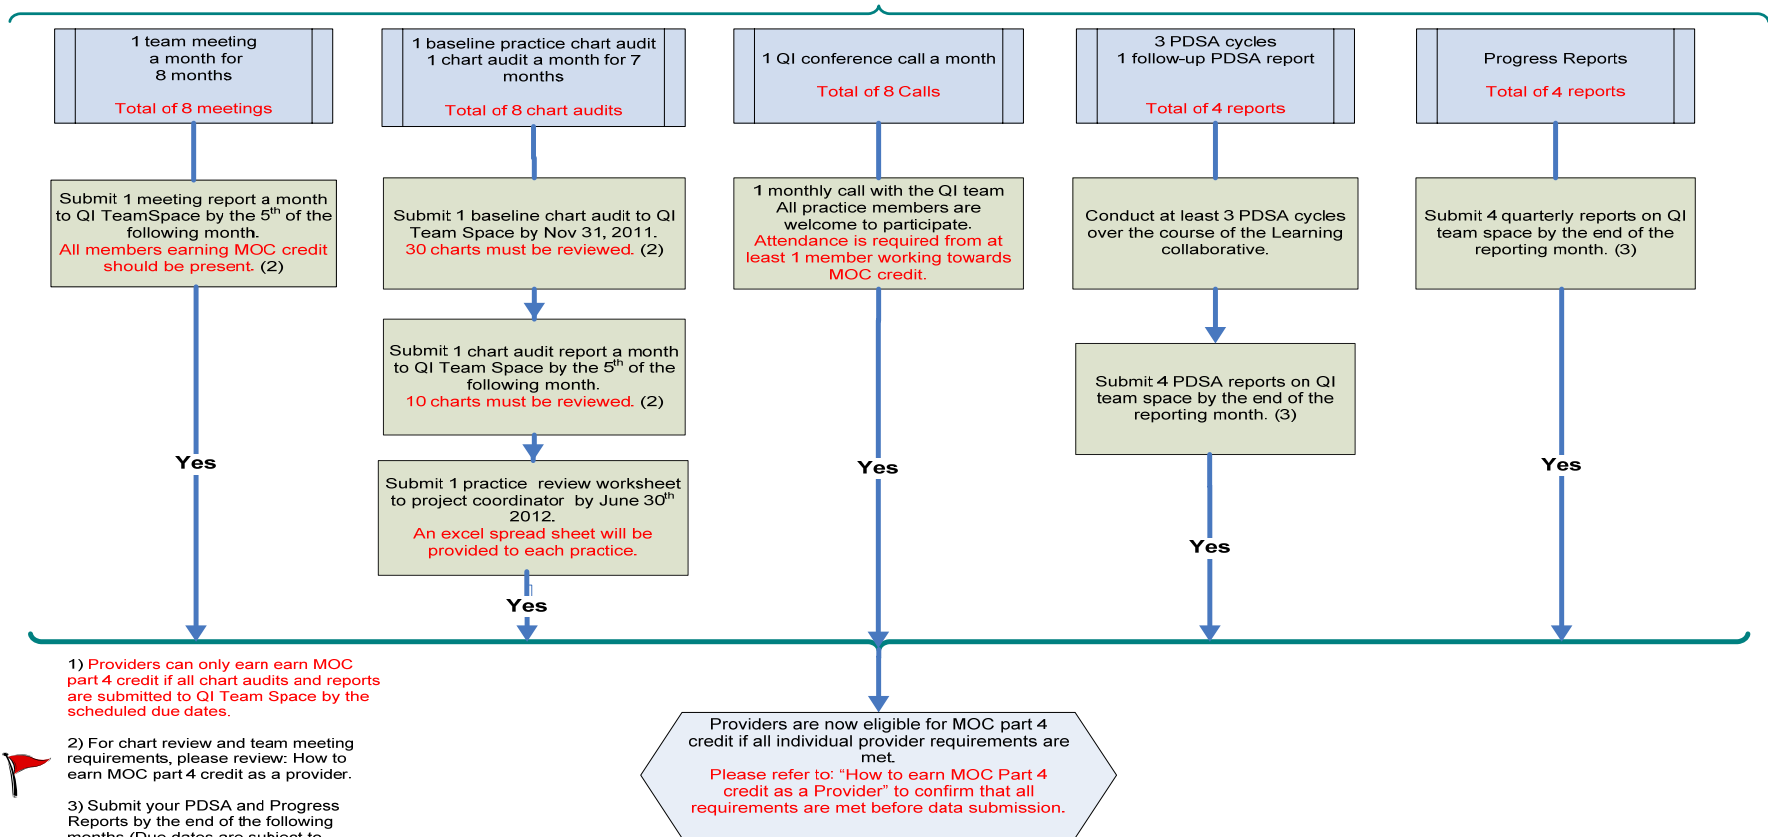 1 team meeting
a month for
8 months
Total of 8 meetings
1 baseline practice chart audit
1 chart audit a month for 7
months
Total of 8 chart audits
1 QI conference call a month
Total of 8 Calls
3 PDSA cycles
1 follow-up PDSA report
Total of 4 reports
Progress Reports
Total of 4 reports
Submit 1 meeting report a month
to QI TeamSpace by the 5th of the
following month.
All members earning MOC credit
should be present. (2)
Submit 1 baseline chart audit to QI
Team Space by Nov 31, 2011.
30 charts must be reviewed. (2)
1 monthly call with the QI team
All practice members are
welcome to participate.
Attendance is required from at
least 1 member working towards
MOC credit.
Conduct at least 3 PDSA cycles
over the course of the Learning
collaborative.
Submit 4 quarterly reports on QI
team space by the end of the
reporting month. (3)
Submit 1 chart audit report a month
to QI Team Space by the 5th of the
following month.
10 charts must be reviewed. (2)
Submit 4 PDSA reports on QI
team space by the end of the
reporting month. (3)
Submit 1 practice review worksheet
to project coordinator by June 30th
2012.
An excel spread sheet will be
provided to each practice.
Yes
Yes
Yes
Yes
Yes
1) Providers can only earn earn MOC
part 4 credit if all chart audits and reports
are submitted to QI Team Space by the
scheduled due dates.
2) For chart review and team meeting
requirements, please review: How to
earn MOC part 4 credit as a provider.
3) Submit your PDSA and Progress
Reports by the end of the following
months (Due dates are subject to
Providers are now eligible for MOC part 4
credit if all individual provider requirements are
met.
Please refer to: “How to earn MOC Part 4
credit as a Provider” to confirm that all
requirements are met before data submission.